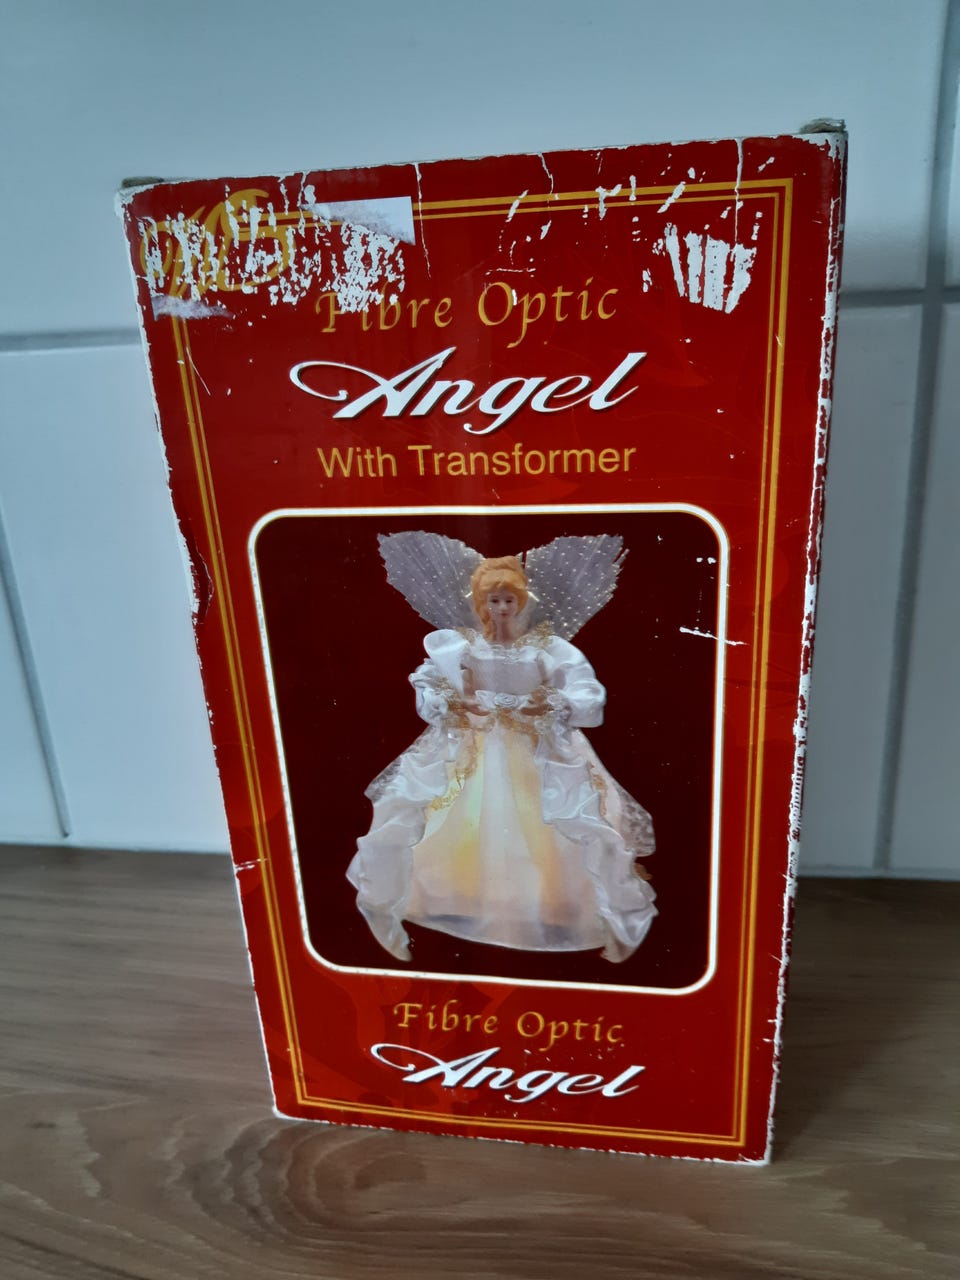 Fibre Optic
Angel
With Transformer
Fibre Optic
Angel